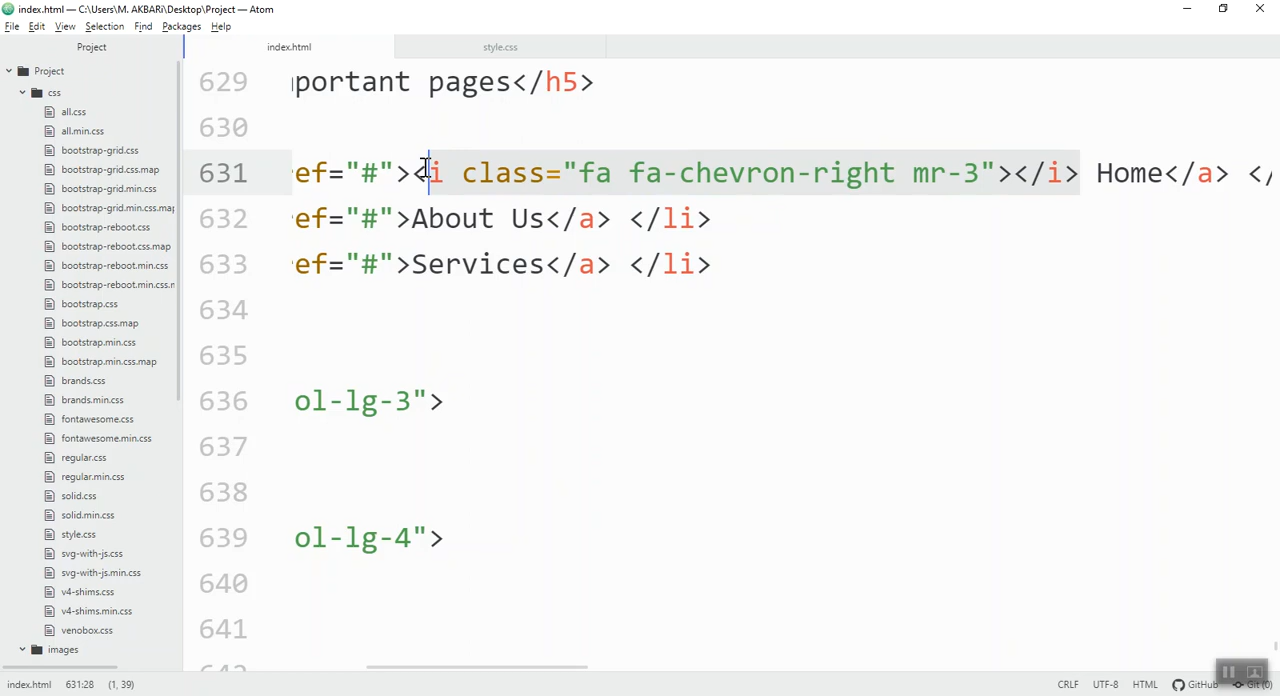 index.html — C:\Users\M. AKBARi\Desktop\Project — Atom
File Edit View Selection Find Packages Help
Project
index.html
style.css
Project
css
all.css
all.min.css
bootstrap-grid.css
bootstrap-grid.css.map
bootstrap-grid.min.css
bootstrap-grid.min.css.map
bootstrap-reboot.css
bootstrap-reboot.css.map
bootstrap-reboot.min.css
bootstrap-reboot.min.css.m
bootstrap.css
bootstrap.css.map
bootstrap.min.css
bootstrap.min.css.map
brands.css
brands.min.css
fontawesome.css
fontawesome.min.css
regular.css
regular.min.css
solid.css
solid.min.css
style.css
svg-with-js.css
svg-with-js.min.css
v4-shims.css
v4-shims.min.css
venobox.css
images
629 portant pages</h5>
630
631 ef="#"><i class="fa fa-chevron-right mr-3"></i> Home</a> </
632 ef="#">About Us</a> </li>
633 ef="#">Services</a> </li>
634
635
636 ol-lg-3">
637
638
639 ol-lg-4">
640
641
index.html 631:28 (1, 39)
CRLF UTF-8 HTML GitHub Git (0)